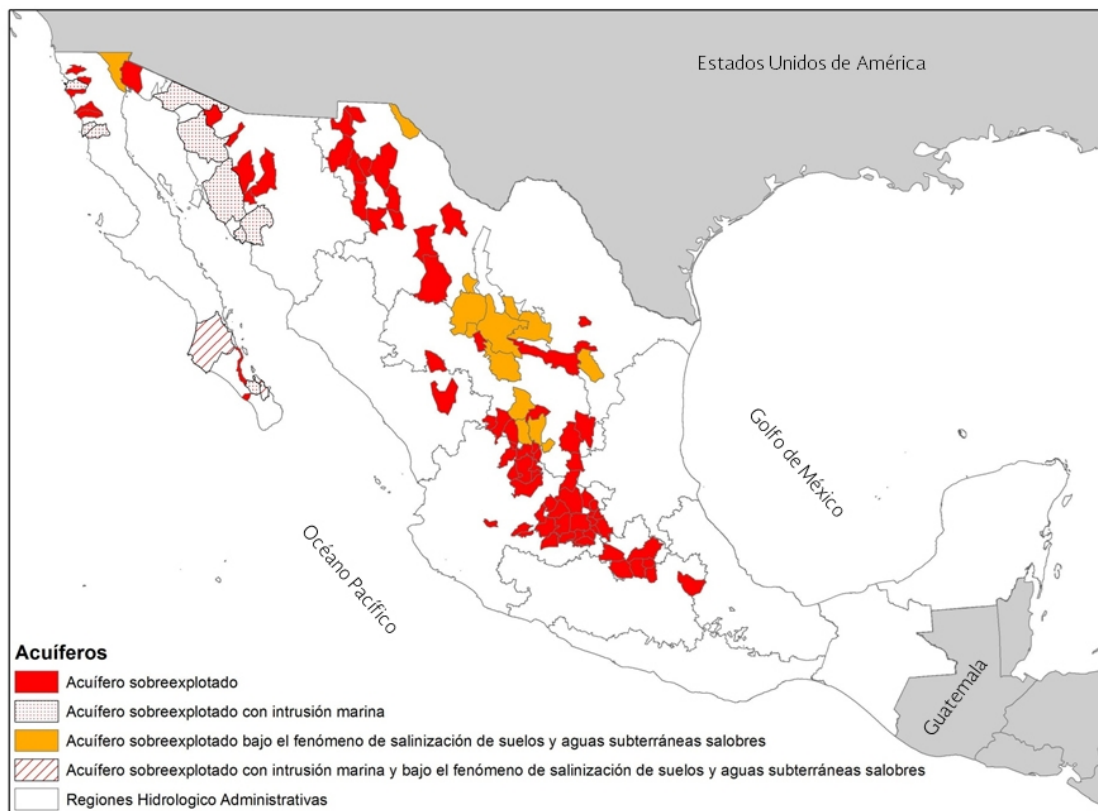 Estados Unidos de América
Golfo de México
Océano Pacífico
Guatemala
Acuíferos
Acuífero sobreexplotado
Acuífero sobreexplotado con intrusión marina
Acuífero sobreexplotado bajo el fenómeno de salinización de suelos y aguas subterráneas salobres
Acuífero sobreexplotado con intrusión marina y bajo el fenómeno de salinización de suelos y aguas subterráneas salobres
Regiones Hidrologico Administrativas